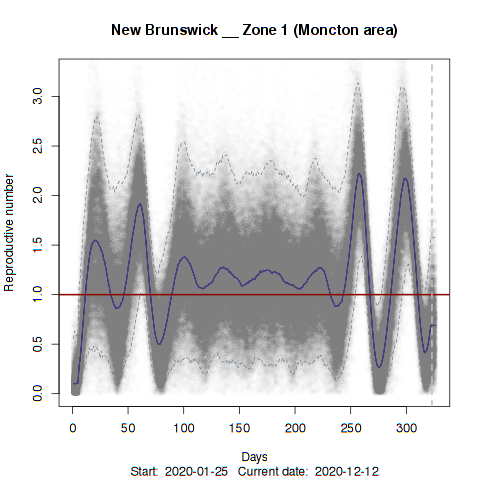 New Brunswick __ Zone 1 (Moncton area)
Reproductive number
3.0
2.5
2.0
1.5
1.0
0.5
0.0
0 50 100 150 200 250 300
Days
Start: 2020-01-25 Current date: 2020-12-12